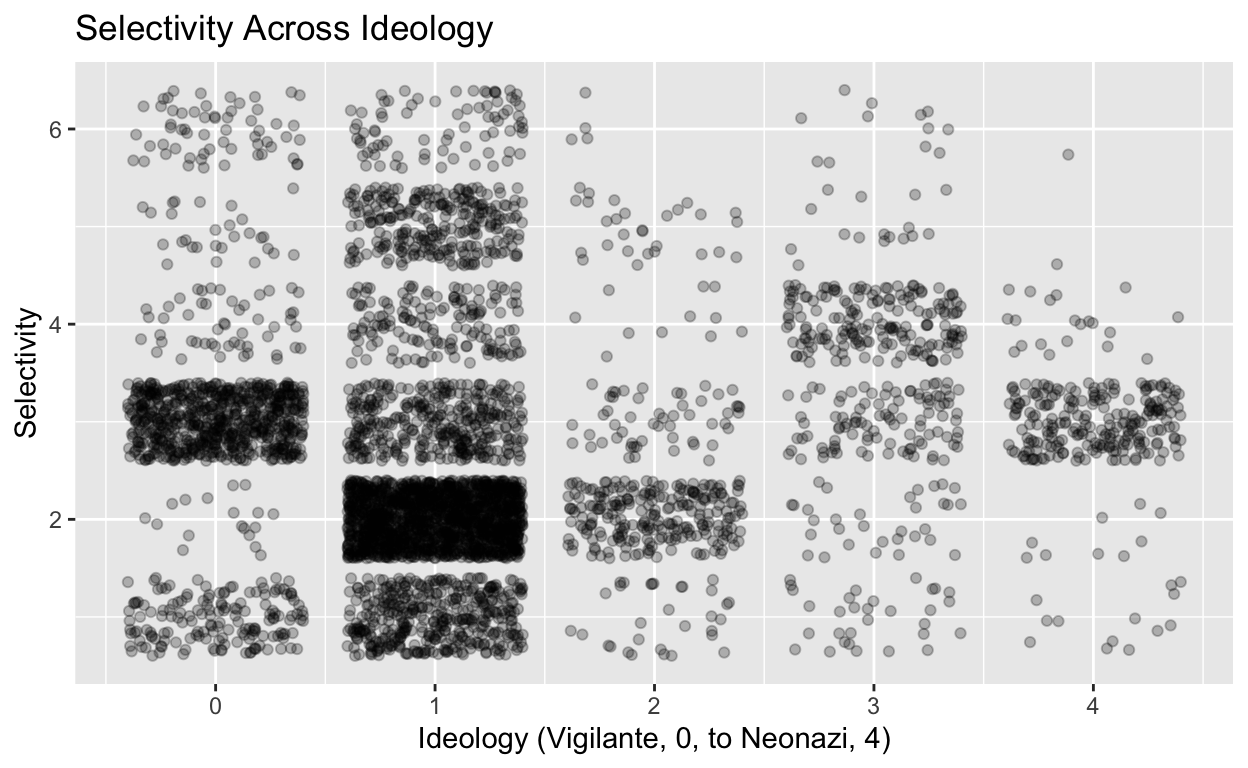 Selectivity Across Ideology
Selectivity
6
4
2
0 1 2 3 4
Ideology (Vigilante, 0, to Neonazi, 4)